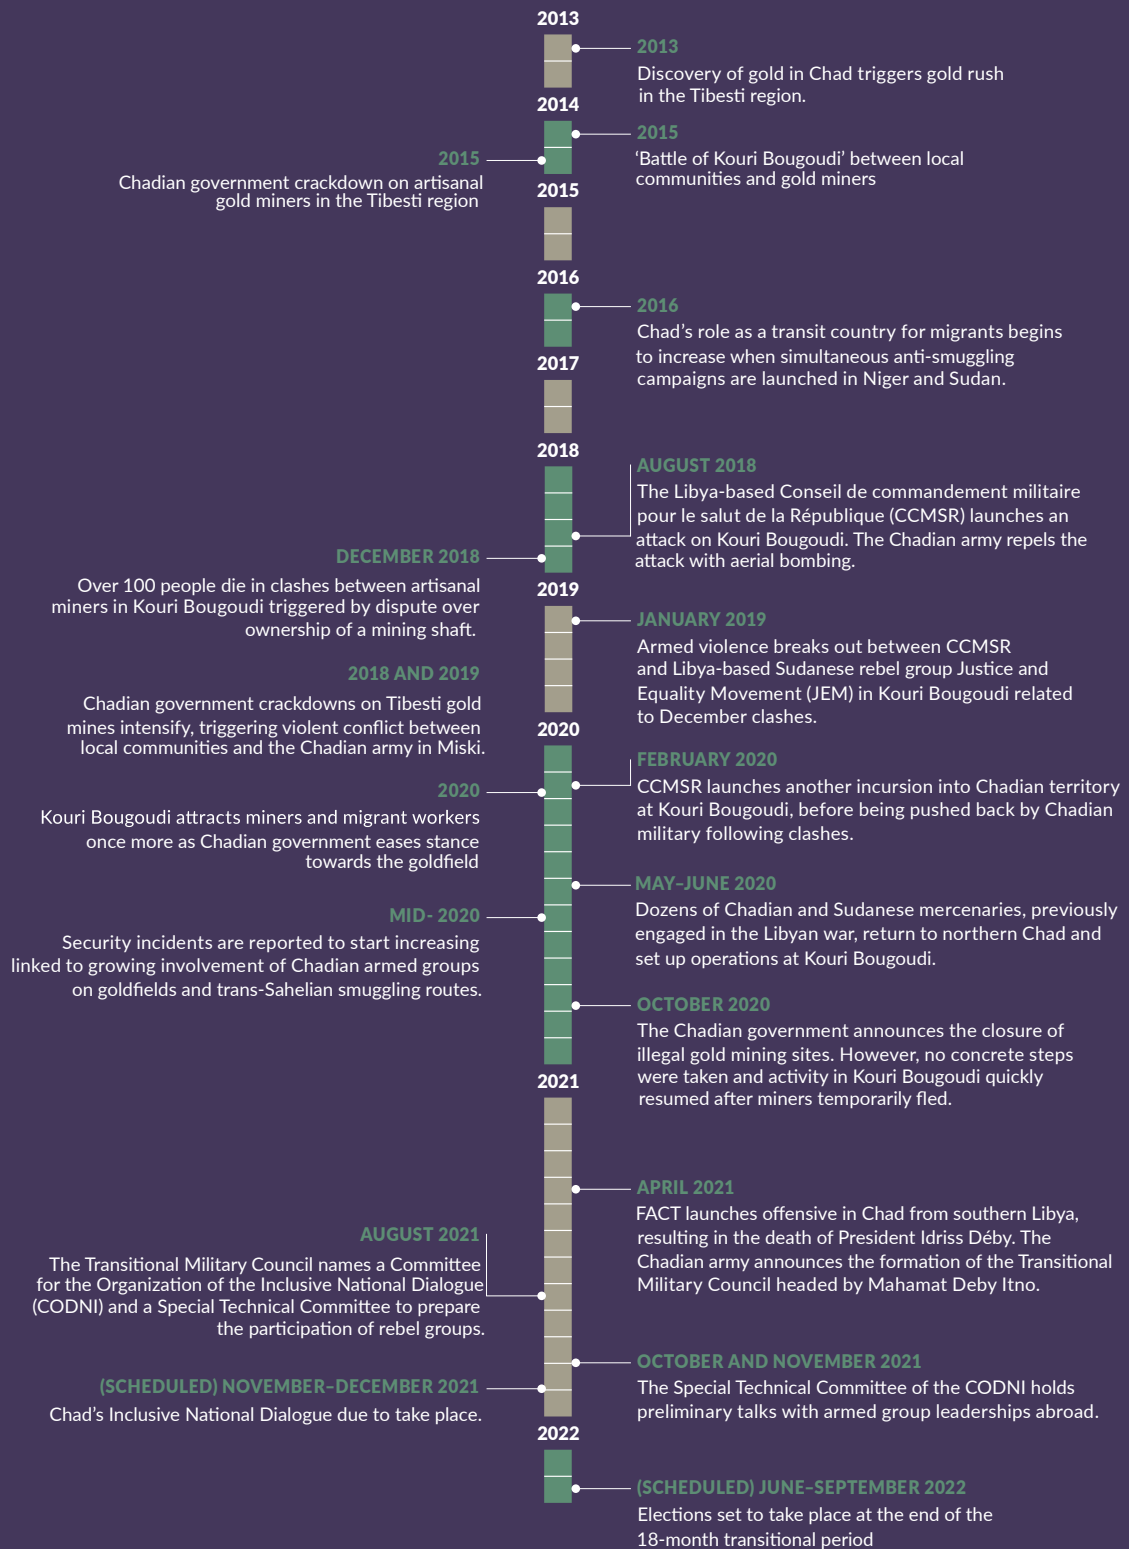 2013
2013
Discovery of gold in Chad triggers gold rush
in the Tibesti region.
2014
2015
'Battle of Kouri Bougoudi' between local
communities and gold miners
2015
Chadian government crackdown on artisanal
gold miners in the Tibesti region
2015
2016
2016
Chad's role as a transit country for migrants begins
to increase when simultaneous anti-smuggling
campaigns are launched in Niger and Sudan.
2017
2018
AUGUST 2018
The Libya-based Conseil de commandement militaire
pour le salut de la République (CCMSR) launches an
attack on Kouri Bougoudi. The Chadian army repels the
attack with aerial bombing.
DECEMBER 2018
Over 100 people die in clashes between artisanal
miners in Kouri Bougoudi triggered by dispute over
ownership of a mining shaft.
2019
JANUARY 2019
Armed violence breaks out between CCMSR
and Libya-based Sudanese rebel group Justice and
Equality Movement (JEM) in Kouri Bougoudi related
to December clashes.
2018 AND 2019
Chadian government crackdowns on Tibesti gold
mines intensify, triggering violent conflict between
local communities and the Chadian army in Miski.
2020
FEBRUARY 2020
CCMSR launches another incursion into Chadian territory
at Kouri Bougoudi, before being pushed back by Chadian
military following clashes.
2020
Kouri Bougoudi attracts miners and migrant workers
once more as Chadian government eases stance
towards the goldfield
MAY–JUNE 2020
Dozens of Chadian and Sudanese mercenaries, previously
engaged in the Libyan war, return to northern Chad and
set up operations at Kouri Bougoudi.
MID- 2020
Security incidents are reported to start increasing
linked to growing involvement of Chadian armed groups
on goldfields and trans-Sahelian smuggling routes.
OCTOBER 2020
The Chadian government announces the closure of
illegal gold mining sites. However, no concrete steps
were taken and activity in Kouri Bougoudi quickly
resumed after miners temporarily fled.
2021
APRIL 2021
FACT launches offensive in Chad from southern Libya,
resulting in the death of President Idriss Déby. The
Chadian army announces the formation of the Transitional
Military Council headed by Mahamat Deby Itno.
AUGUST 2021
The Transitional Military Council names a Committee
for the Organization of the Inclusive National Dialogue
(CODNI) and a Special Technical Committee to prepare
the participation of rebel groups.
OCTOBER AND NOVEMBER 2021
The Special Technical Committee of the CODNI holds
preliminary talks with armed group leaderships abroad.
(SCHEDULED) NOVEMBER–DECEMBER 2021
Chad's Inclusive National Dialogue due to take place.
2022
(SCHEDULED) JUNE–SEPTEMBER 2022
Elections set to take place at the end of the
18-month transitional period